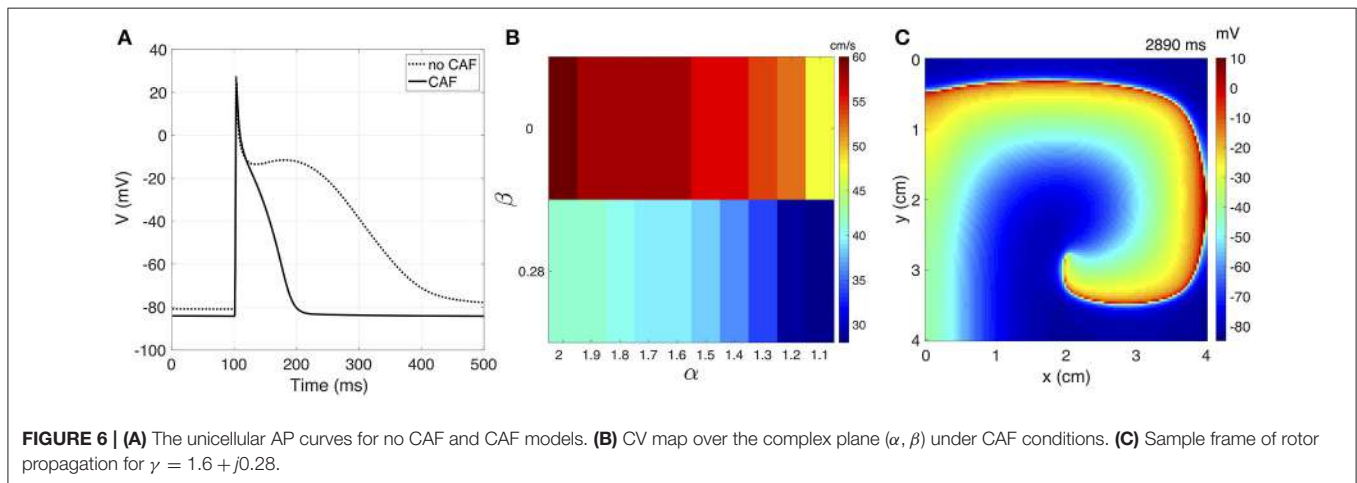 A
40
20
0
-20
-40
-60
-80
-100
V (mV)
0 100 200 300 400 500
Time (ms)
no CAF
CAF
B
cm/s
60
55
50
45
40
35
30
β
0
0.28
2 1.9 1.8 1.7 1.6 1.5 1.4 1.3 1.2 1.1
α
C
2890 ms
mV
10
0
-10
-20
-30
-40
-50
-60
-70
-80
y (cm)
0
1
2
3
4
0 1 2 3 4
x (cm)
FIGURE 6 | (A) The unicellular AP curves for no CAF and CAF models. (B) CV map over the complex plane (α, β) under CAF conditions. (C) Sample frame of rotor
propagation for γ = 1.6 + j0.28.